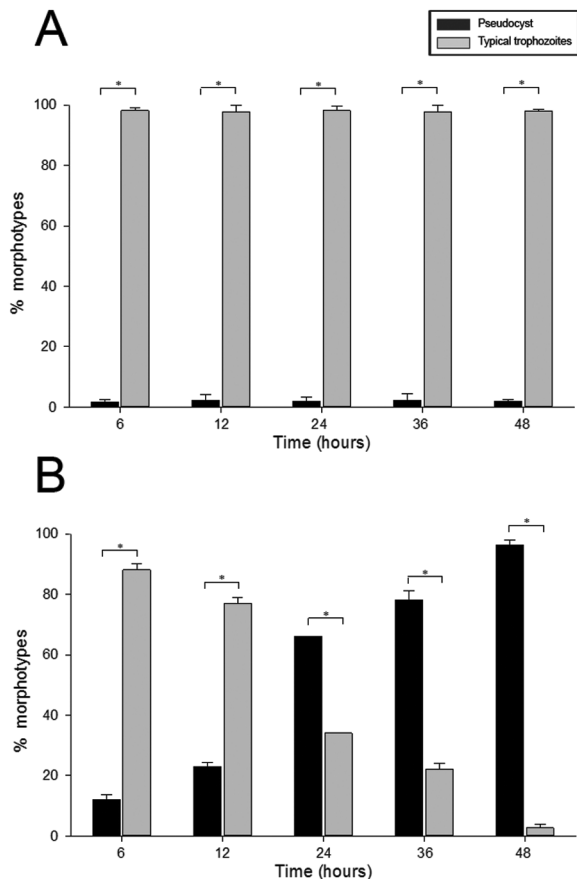 A
Pseudocyst
Typical trophozoites
* * * * *
100
80
60
40
20
0
% morphotypes
6 12 24 36 48
Time (hours)
B
* * * * *
100
80
60
40
20
0
% morphotypes
6 12 24 36 48
Time (hours)